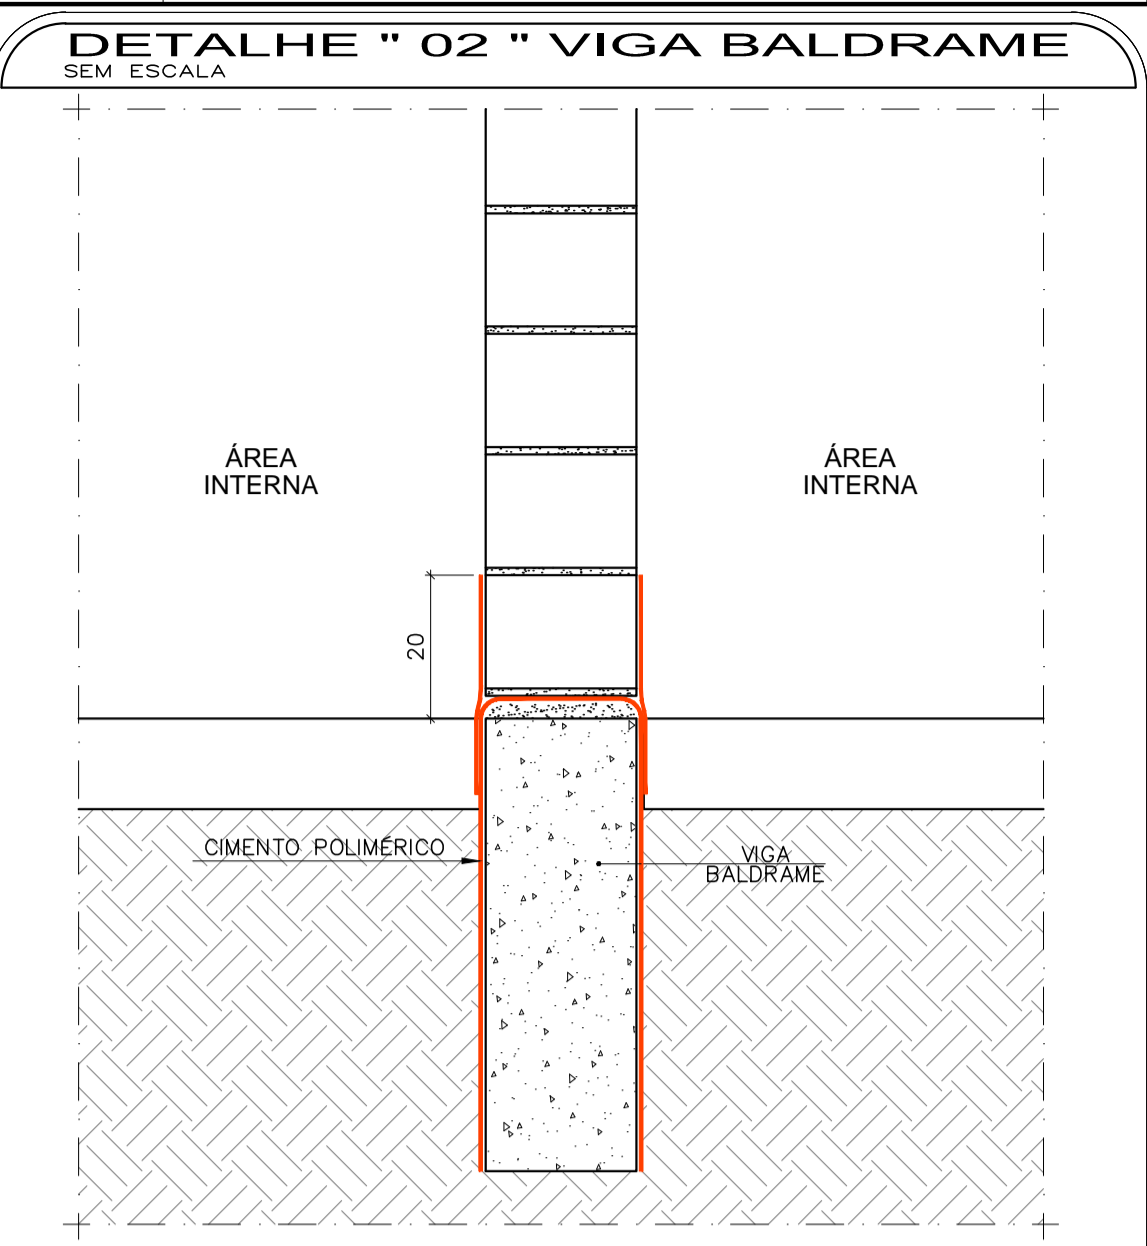 DETALHE " 02 " VIGA BALDRAME
SEM ESCALA
ÁREA
INTERNA
ÁREA
INTERNA
20
CIMENTO POLIMÉRICO
VIGA
BALDRAME